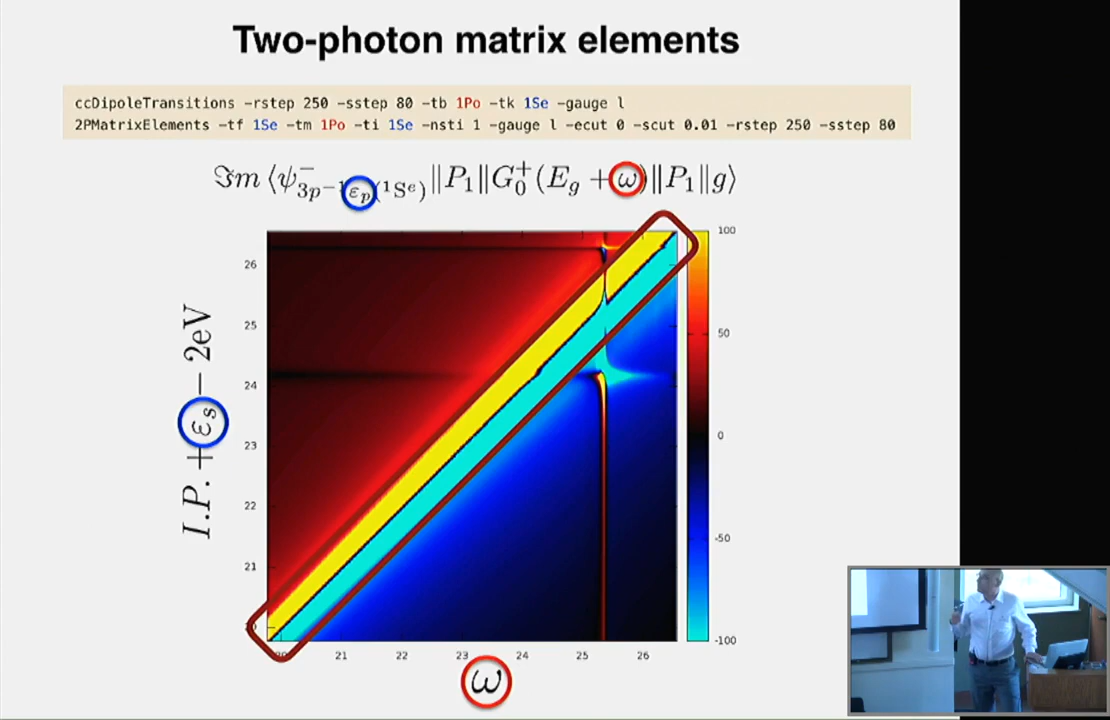 Two-photon matrix elements
ccDipoleTransitions -rstep 250 -sstep 80 -tb 1Po -tk 1Se -gauge l
2PMatrixElements -tf 1Se -tm 1Po -ti 1Se -nsti 1 -gauge l -ecut 0 -scut 0.01 -rstep 250 -sstep 80
ℑm ⟨ψ⁻_{3p⁻¹ε_p(¹Sᵉ)}‖P₁‖G₀⁺(E_g + ω)‖P₁‖g⟩
I.P. + ε_s − 2eV
26
25
24
23
22
21
100
50
0
-50
-100
21 22 23 24 25 26
ω